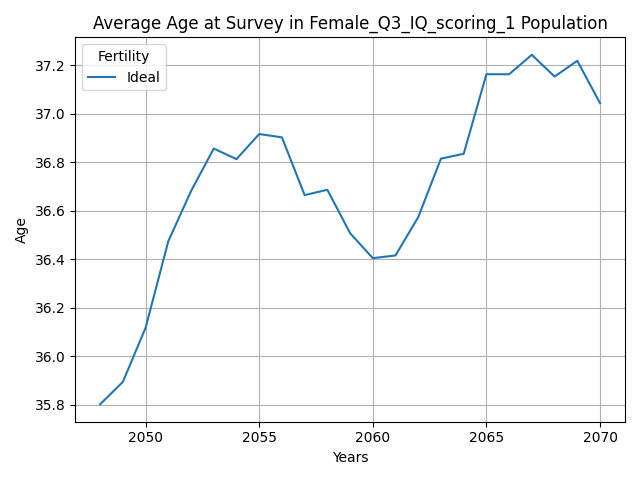 Average Age at Survey in Female_Q3_IQ_scoring_1 Population
Fertility
Ideal
Age
37.2
37.0
36.8
36.6
36.4
36.2
36.0
35.8
2050
2055
2060
2065
2070
Years